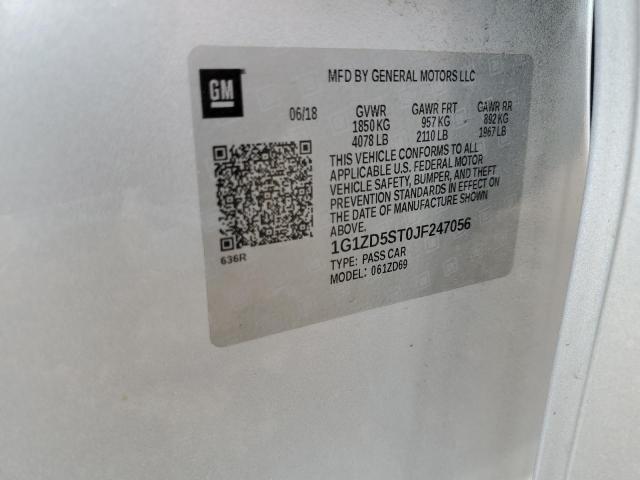 GM
MFD BY GENERAL MOTORS LLC
06/18 GVWR GAWR FRT GAWR RR
1850 KG 957 KG 892 KG
4078 LB 2110 LB 1967 LB
THIS VEHICLE CONFORMS TO ALL
APPLICABLE U.S. FEDERAL MOTOR
VEHICLE SAFETY, BUMPER, AND THEFT
PREVENTION STANDARDS IN EFFECT ON
THE DATE OF MANUFACTURE SHOWN
ABOVE.
1G1ZD5ST0JF247056
TYPE: PASS CAR
MODEL: 061ZD69
636R